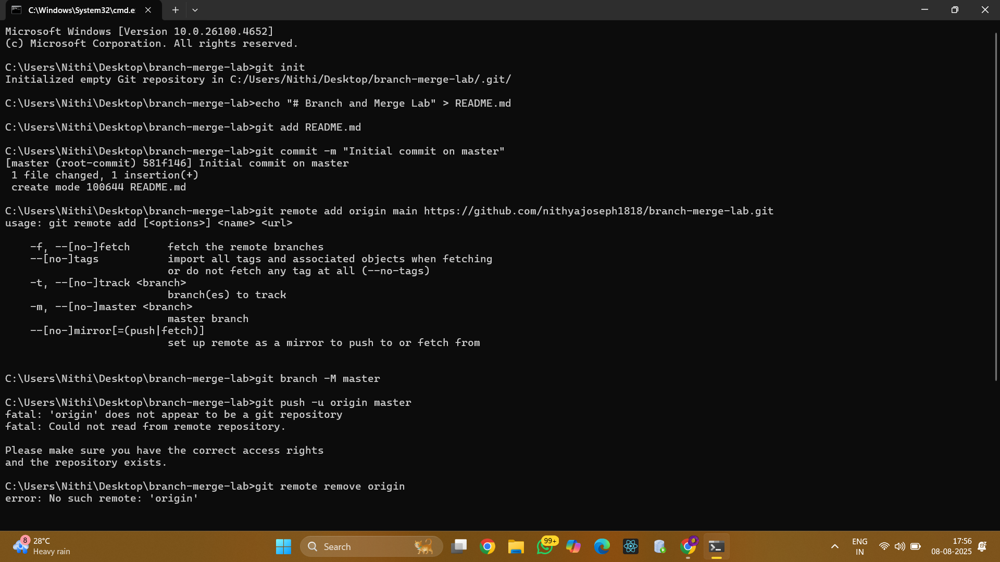 C:\Windows\System32\cmd.e
Microsoft Windows [Version 10.0.26100.4652]
(c) Microsoft Corporation. All rights reserved.
C:\Users\Nithi\Desktop\branch-merge-lab>git init
Initialized empty Git repository in C:/Users/Nithi/Desktop/branch-merge-lab/.git/
C:\Users\Nithi\Desktop\branch-merge-lab>echo "# Branch and Merge Lab" > README.md
C:\Users\Nithi\Desktop\branch-merge-lab>git add README.md
C:\Users\Nithi\Desktop\branch-merge-lab>git commit -m "Initial commit on master"
[master (root-commit) 581f146] Initial commit on master
 1 file changed, 1 insertion(+)
 create mode 100644 README.md
C:\Users\Nithi\Desktop\branch-merge-lab>git remote add origin main https://github.com/nithyajoseph1818/branch-merge-lab.git
usage: git remote add [<options>] <name> <url>
    -f, --[no-]fetch      fetch the remote branches
    --[no-]tags           import all tags and associated objects when fetching
                          or do not fetch any tag at all (--no-tags)
    -t, --[no-]track <branch>
                          branch(es) to track
    -m, --[no-]master <branch>
                          master branch
    --[no-]mirror[=(push|fetch)]
                          set up remote as a mirror to push to or fetch from
C:\Users\Nithi\Desktop\branch-merge-lab>git branch -M master
C:\Users\Nithi\Desktop\branch-merge-lab>git push -u origin master
fatal: 'origin' does not appear to be a git repository
fatal: Could not read from remote repository.
Please make sure you have the correct access rights
and the repository exists.
C:\Users\Nithi\Desktop\branch-merge-lab>git remote remove origin
error: No such remote: 'origin'
8
28°C
Heavy rain
Search
99+
ENG
IN
17:56
08-08-2025